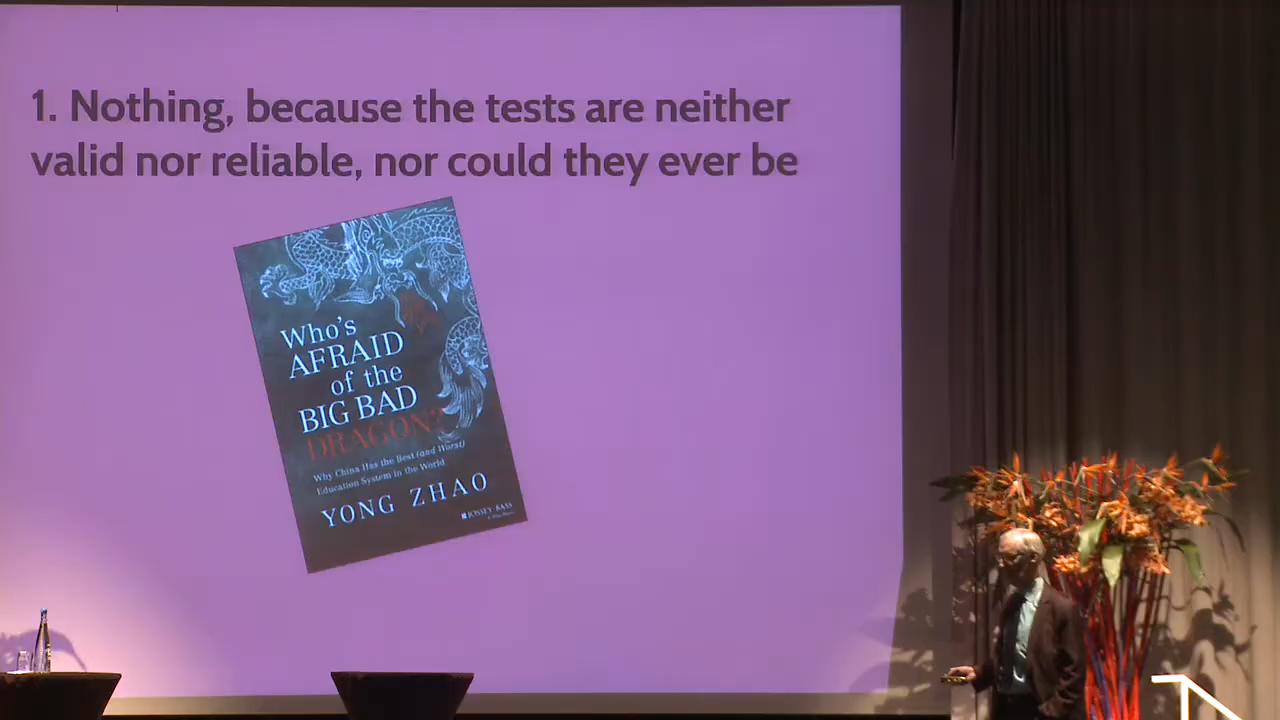 1. Nothing, because the tests are neither
valid nor reliable, nor could they ever be
Who's
AFRAID
of the
BIG BAD
DRAGON?
Why China Has the Best (and Worst)
Education System in the World
YONG ZHAO
JOSSEY-BASS